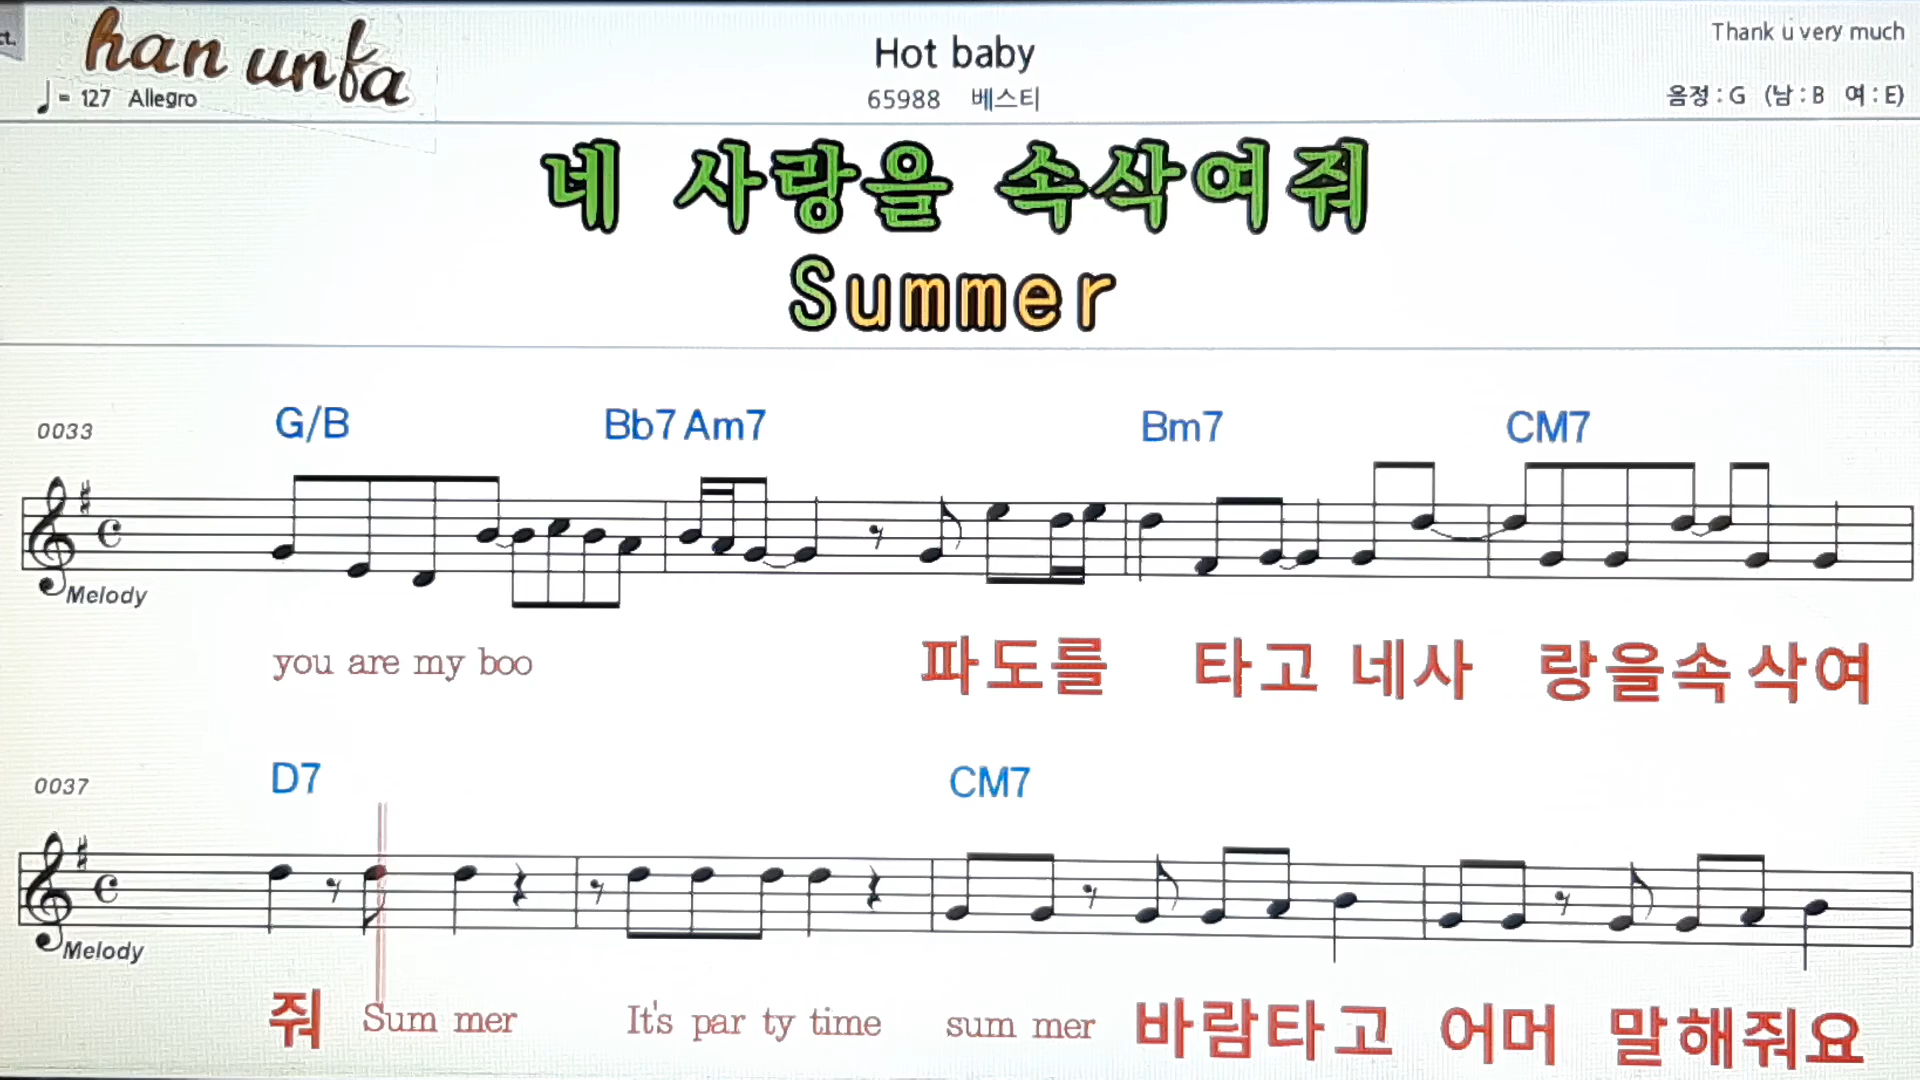 ct.
han unfa
Thank u very much
Hot baby
♩= 127 Allegro
65988 베스티
음정 : G (남 : B 여 : E)
네 사랑을 속삭여줘
Summer
0033 G/B Bb7 Am7 Bm7 CM7
Melody
you are my boo 파도를 타고 네사 랑을속 삭여
0037 D7 CM7
Melody
줘 Sum mer It's par ty time sum mer 바람타고 어머 말해줘요